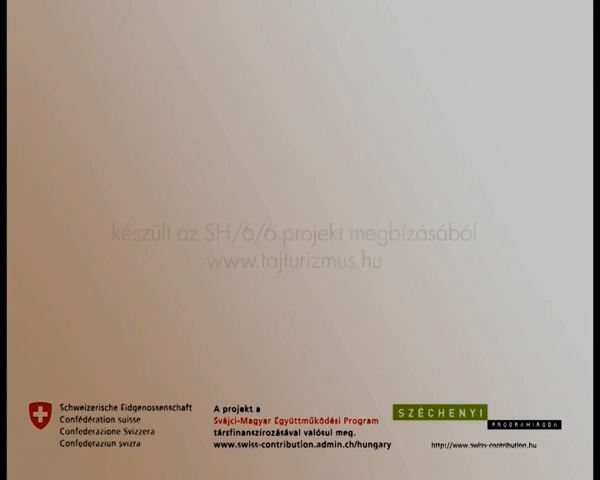 készült az SH/6/6 projekt megbízásából
www.tajturizmus.hu
Schweizerische Eidgenossenschaft
Confédération suisse
Confederazione Svizzera
Confederaziun svizra
A projekt a
Svájci-Magyar Együttműködési Program
társfinanszírozásával valósul meg.
www.swiss-contribution.admin.ch/hungary
SZÉCHENYI
PROGRAMIRODA
http://www.swiss-contribution.hu